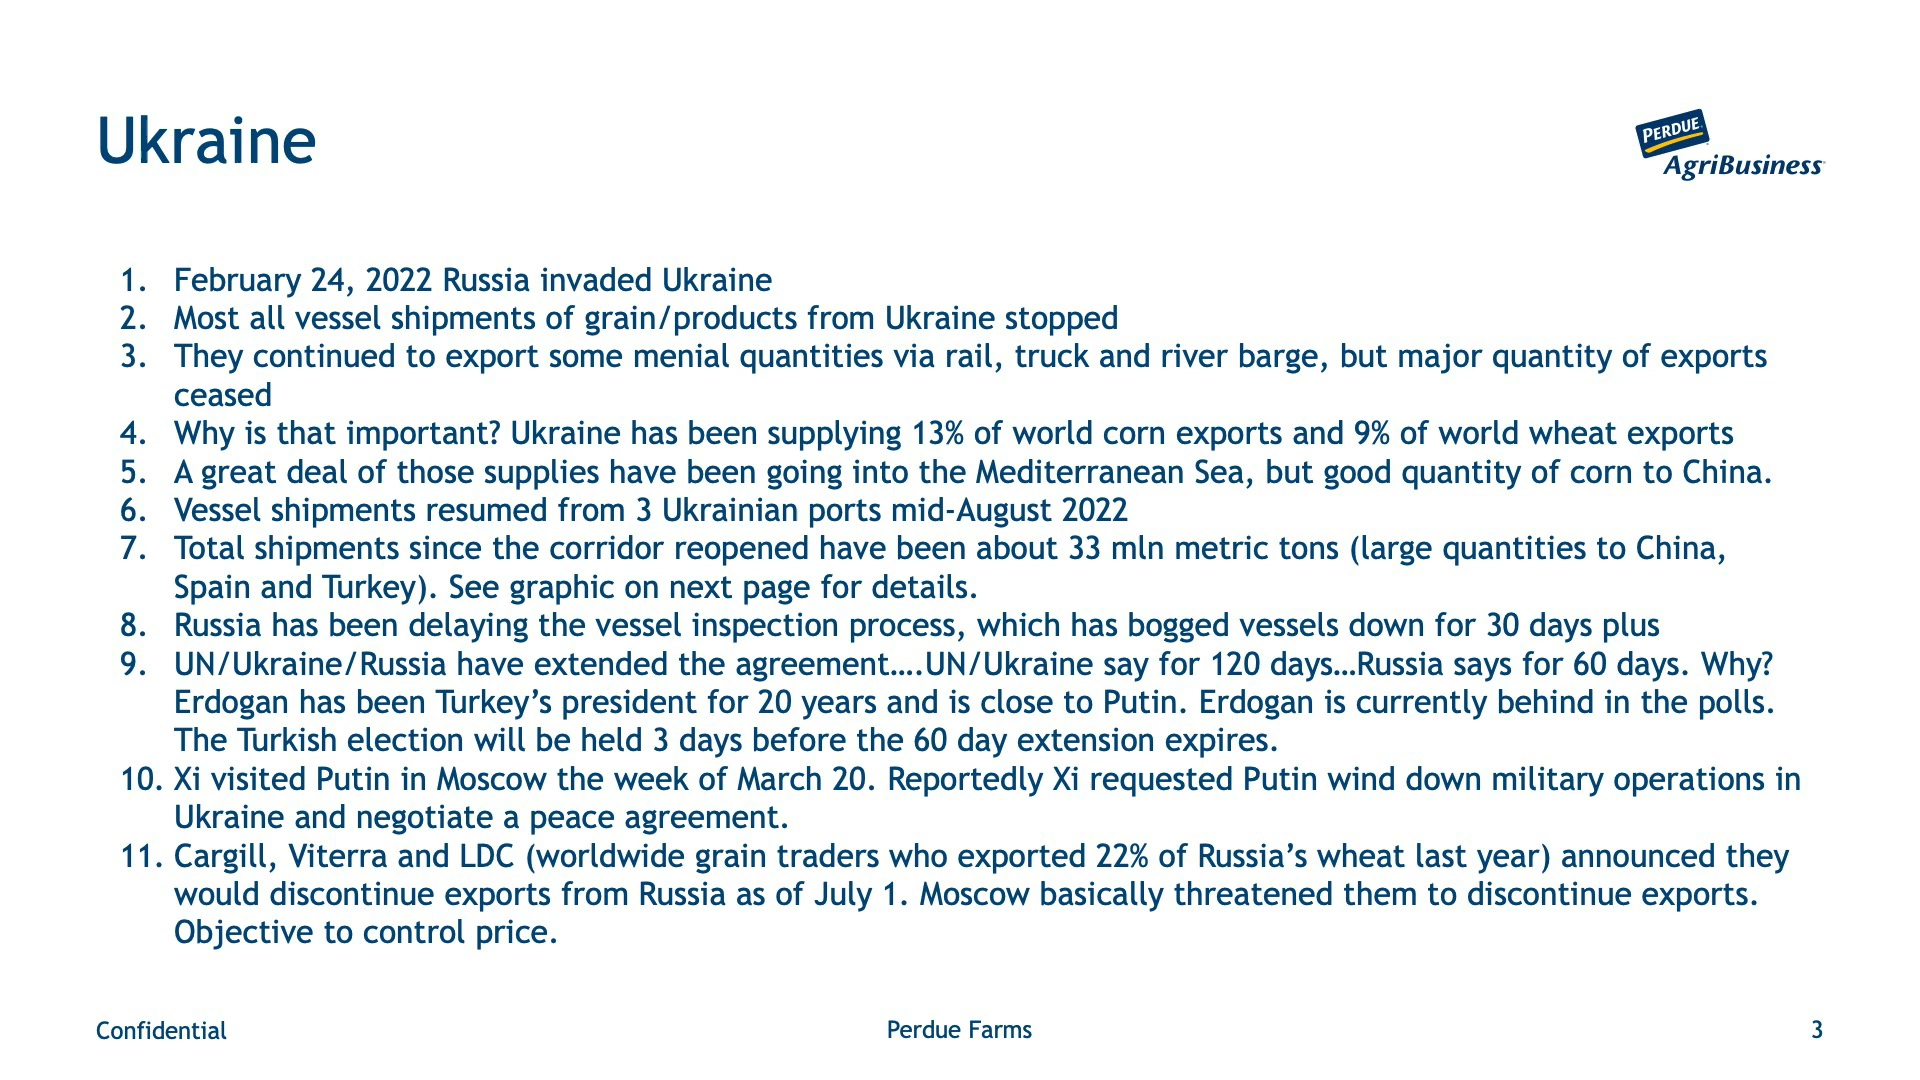 Ukraine
PERDUE
AgriBusiness
1. February 24, 2022 Russia invaded Ukraine
2. Most all vessel shipments of grain/products from Ukraine stopped
3. They continued to export some menial quantities via rail, truck and river barge, but major quantity of exports
ceased
4. Why is that important? Ukraine has been supplying 13% of world corn exports and 9% of world wheat exports
5. A great deal of those supplies have been going into the Mediterranean Sea, but good quantity of corn to China.
6. Vessel shipments resumed from 3 Ukrainian ports mid-August 2022
7. Total shipments since the corridor reopened have been about 33 mln metric tons (large quantities to China,
Spain and Turkey). See graphic on next page for details.
8. Russia has been delaying the vessel inspection process, which has bogged vessels down for 30 days plus
9. UN/Ukraine/Russia have extended the agreement….UN/Ukraine say for 120 days…Russia says for 60 days. Why?
Erdogan has been Turkey’s president for 20 years and is close to Putin. Erdogan is currently behind in the polls.
The Turkish election will be held 3 days before the 60 day extension expires.
10. Xi visited Putin in Moscow the week of March 20. Reportedly Xi requested Putin wind down military operations in
Ukraine and negotiate a peace agreement.
11. Cargill, Viterra and LDC (worldwide grain traders who exported 22% of Russia’s wheat last year) announced they
would discontinue exports from Russia as of July 1. Moscow basically threatened them to discontinue exports.
Objective to control price.
Confidential
Perdue Farms
3